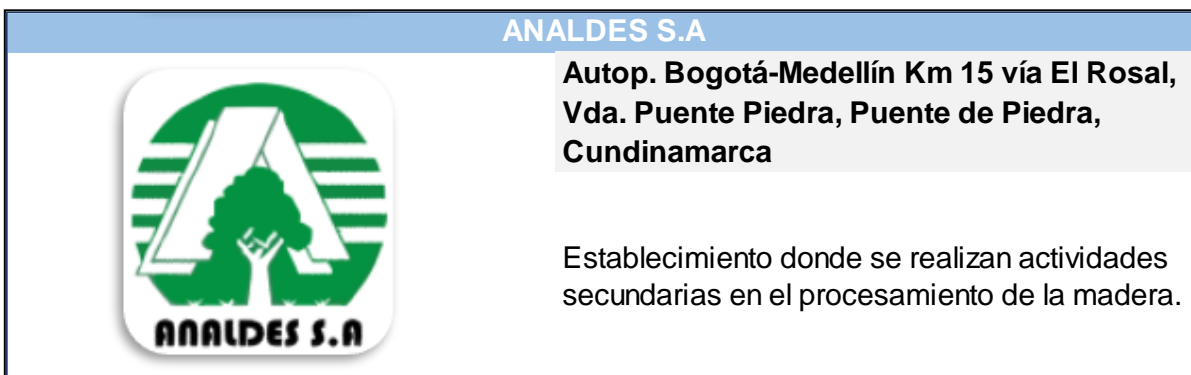 ANALDES S.A
Autop. Bogotá-Medellín Km 15 vía El Rosal,
Vda. Puente Piedra, Puente de Piedra,
Cundinamarca
Establecimiento donde se realizan actividades
secundarias en el procesamiento de la madera.
ANALDES S.A